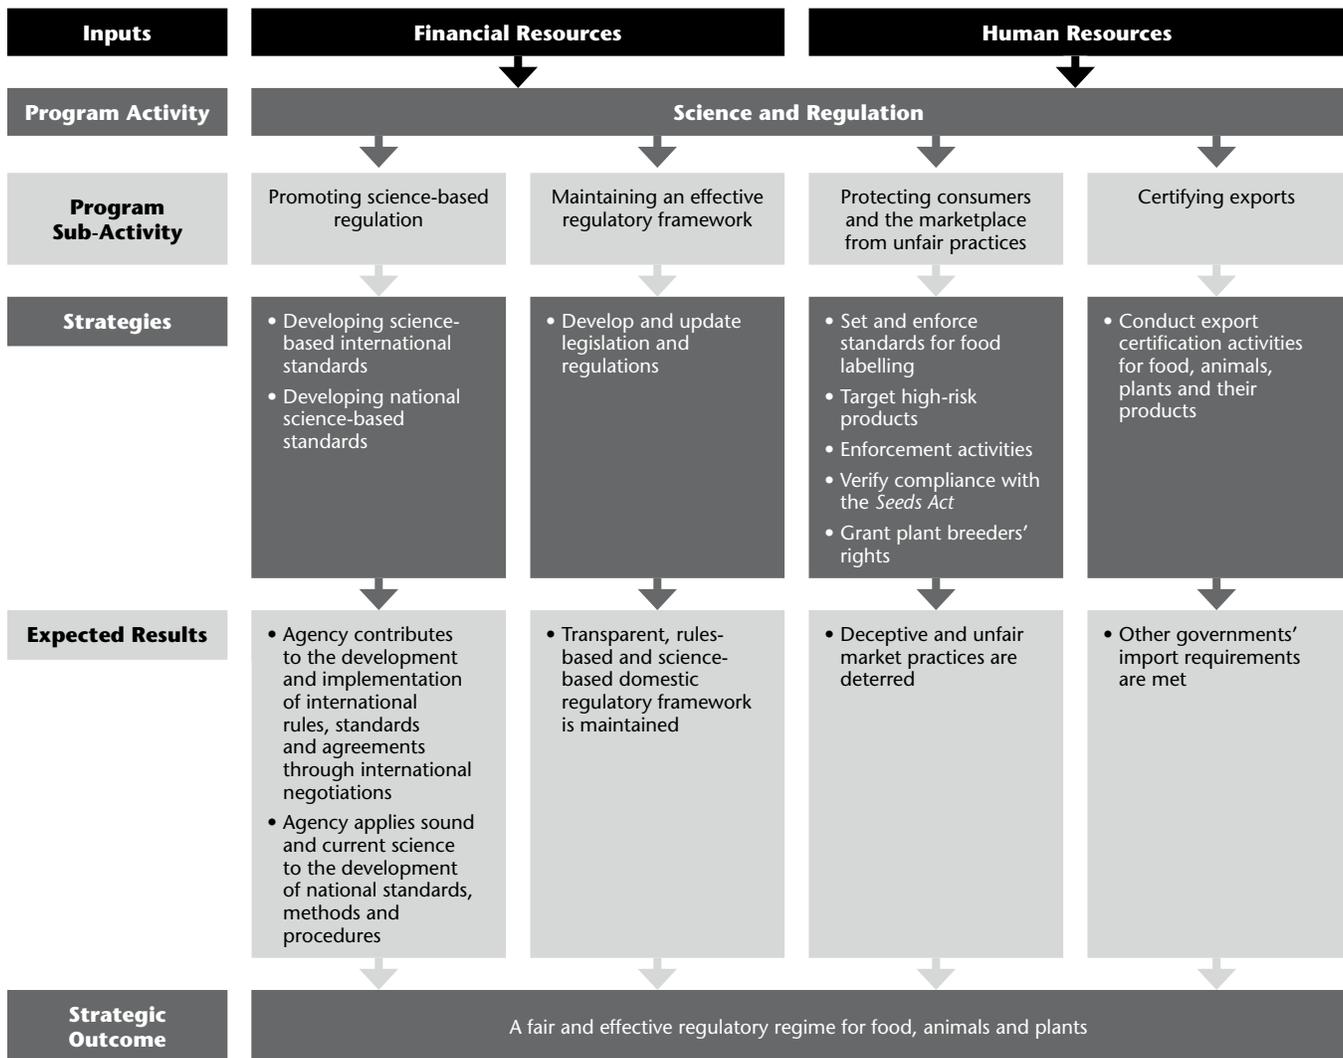 Inputs
Financial Resources
Human Resources
Program Activity
Science and Regulation
Program
Sub-Activity
Promoting science-based
regulation
Maintaining an effective
regulatory framework
Protecting consumers
and the marketplace
from unfair practices
Certifying exports
Strategies
• Developing science-
based international
standards
• Developing national
science-based
standards
• Develop and update
legislation and
regulations
• Set and enforce
standards for food
labelling
• Target high-risk
products
• Enforcement activities
• Verify compliance with
the Seeds Act
• Grant plant breeders’
rights
• Conduct export
certification activities
for food, animals,
plants and their
products
Expected Results
• Agency contributes
to the development
and implementation
of international
rules, standards
and agreements
through international
negotiations
• Agency applies sound
and current science
to the development
of national standards,
methods and
procedures
• Transparent, rules-
based and science-
based domestic
regulatory framework
is maintained
• Deceptive and unfair
market practices are
deterred
• Other governments’
import requirements
are met
Strategic
Outcome
A fair and effective regulatory regime for food, animals and plants